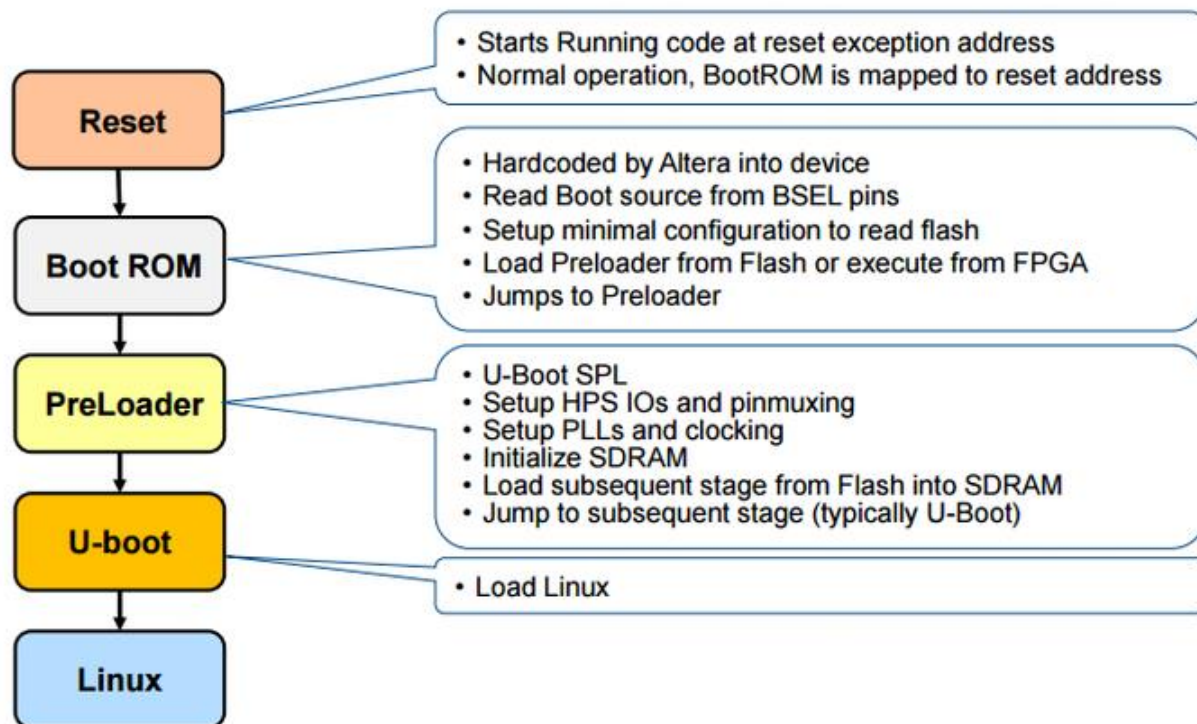 Reset
• Starts Running code at reset exception address
• Normal operation, BootROM is mapped to reset address
Boot ROM
• Hardcoded by Altera into device
• Read Boot source from BSEL pins
• Setup minimal configuration to read flash
• Load Preloader from Flash or execute from FPGA
• Jumps to Preloader
PreLoader
• U-Boot SPL
• Setup HPS IOs and pinmuxing
• Setup PLLs and clocking
• Initialize SDRAM
• Load subsequent stage from Flash into SDRAM
• Jump to subsequent stage (typically U-Boot)
U-boot
• Load Linux
Linux